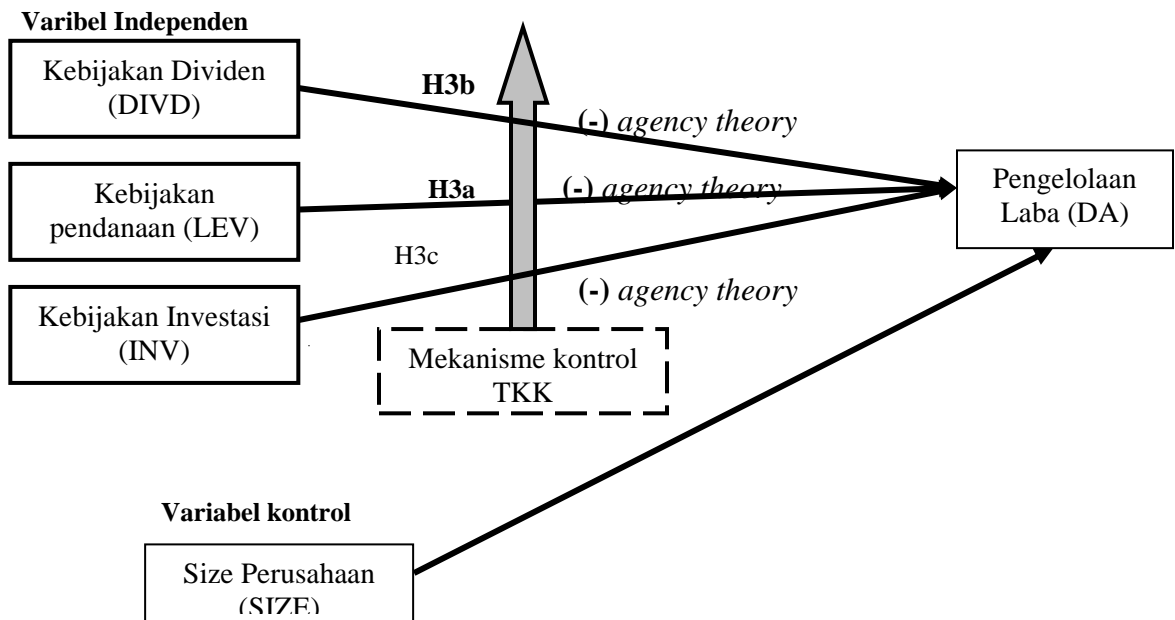 Varibel Independen
Kebijakan Dividen
(DIVD)
H3b
(-) agency theory
Kebijakan
pendanaan (LEV)
H3a
(-) agency theory
Pengelolaan
Laba (DA)
H3c
Kebijakan Investasi
(INV)
(-) agency theory
Mekanisme kontrol
TKK
Variabel kontrol
Size Perusahaan
(SIZE)